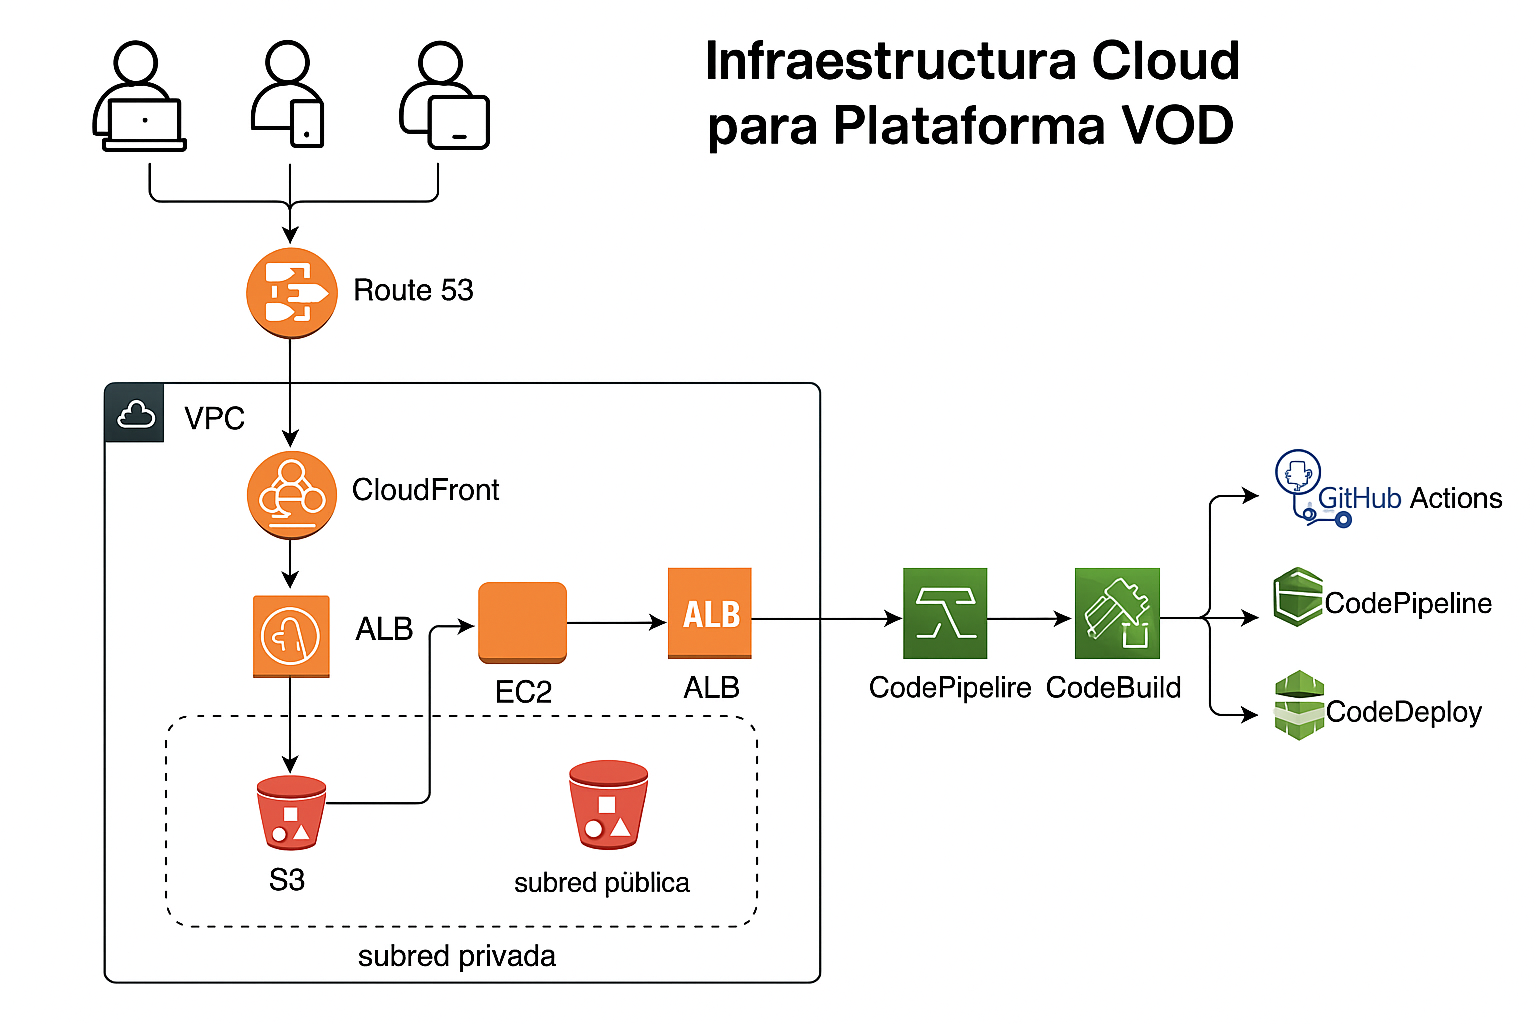 Infraestructura Cloud
para Plataforma VOD
Route 53
VPC
CloudFront
ALB
EC2
ALB
ALB
CodePipelire
CodeBuild
GitHub Actions
CodePipeline
CodeDeploy
S3
subred pública
subred privada